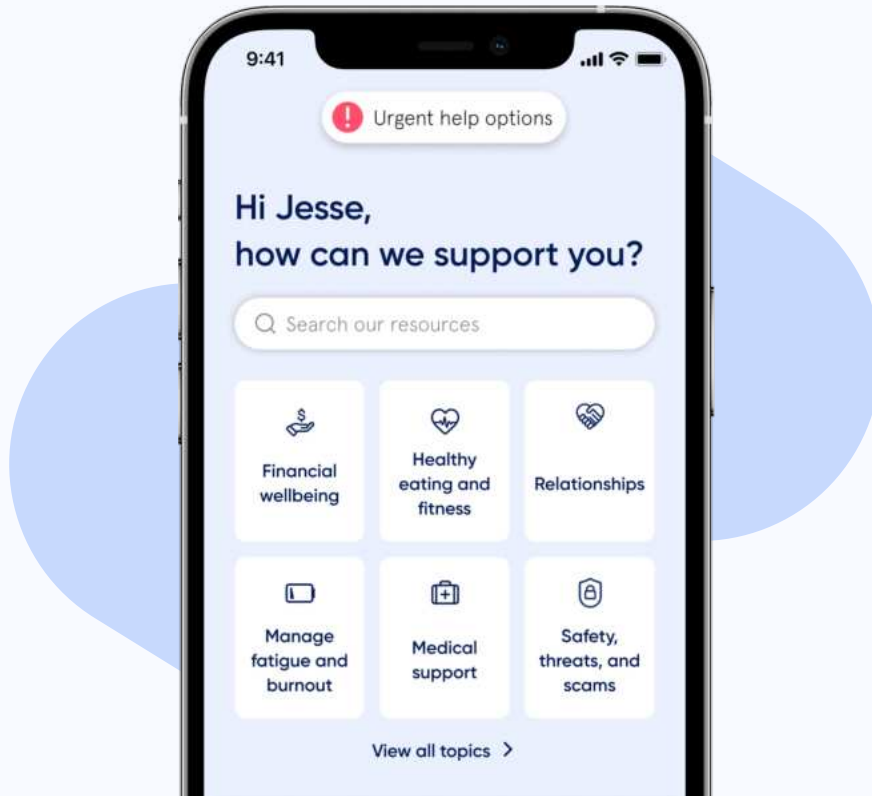 9:41
Urgent help options
Hi Jesse,
how can we support you?
Search our resources
Financial
wellbeing
Healthy
eating and
fitness
Relationships
Manage
fatigue and
burnout
Medical
support
Safety,
threats, and
scams
View all topics